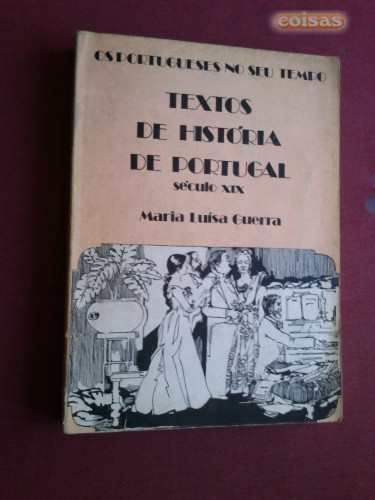 coisas
OS PORTUGUESES NO SEU TEMPO
TEXTOS
DE HISTÓRIA
DE PORTUGAL
SÉCULO XIX
Maria Luísa Guerra